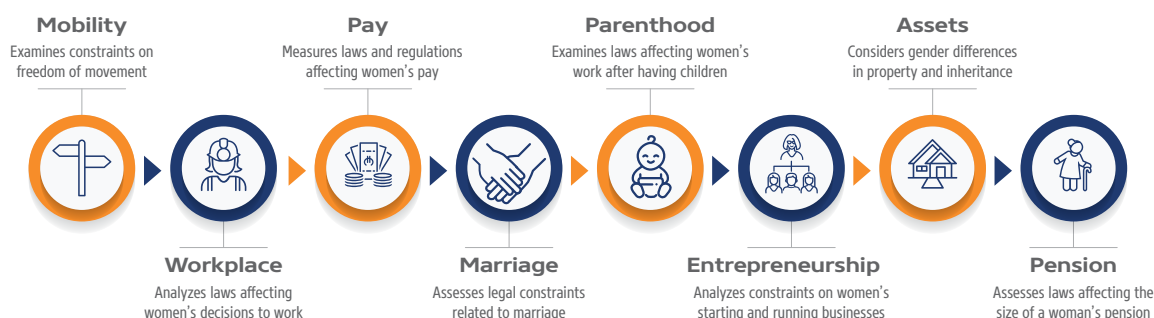 Mobility
Examines constraints on
freedom of movement
Pay
Measures laws and regulations
affecting women's pay
Parenthood
Examines laws affecting women's
work after having children
Assets
Considers gender differences
in property and inheritance
Workplace
Analyzes laws affecting
women's decisions to work
Marriage
Assesses legal constraints
related to marriage
Entrepreneurship
Analyzes constraints on women's
starting and running businesses
Pension
Assesses laws affecting the
size of a woman's pension